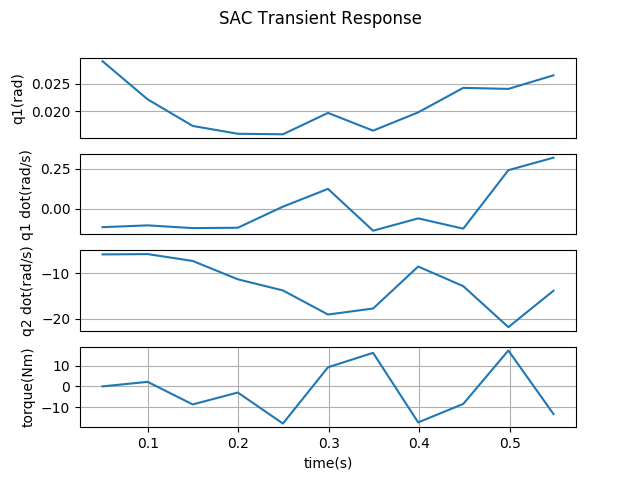 SAC Transient Response
q1(rad)
0.025
0.020
q1 dot(rad/s)
0.25
0.00
q2 dot(rad/s)
−10
−20
torque(Nm)
10
0
−10
0.1 0.2 0.3 0.4 0.5
time(s)